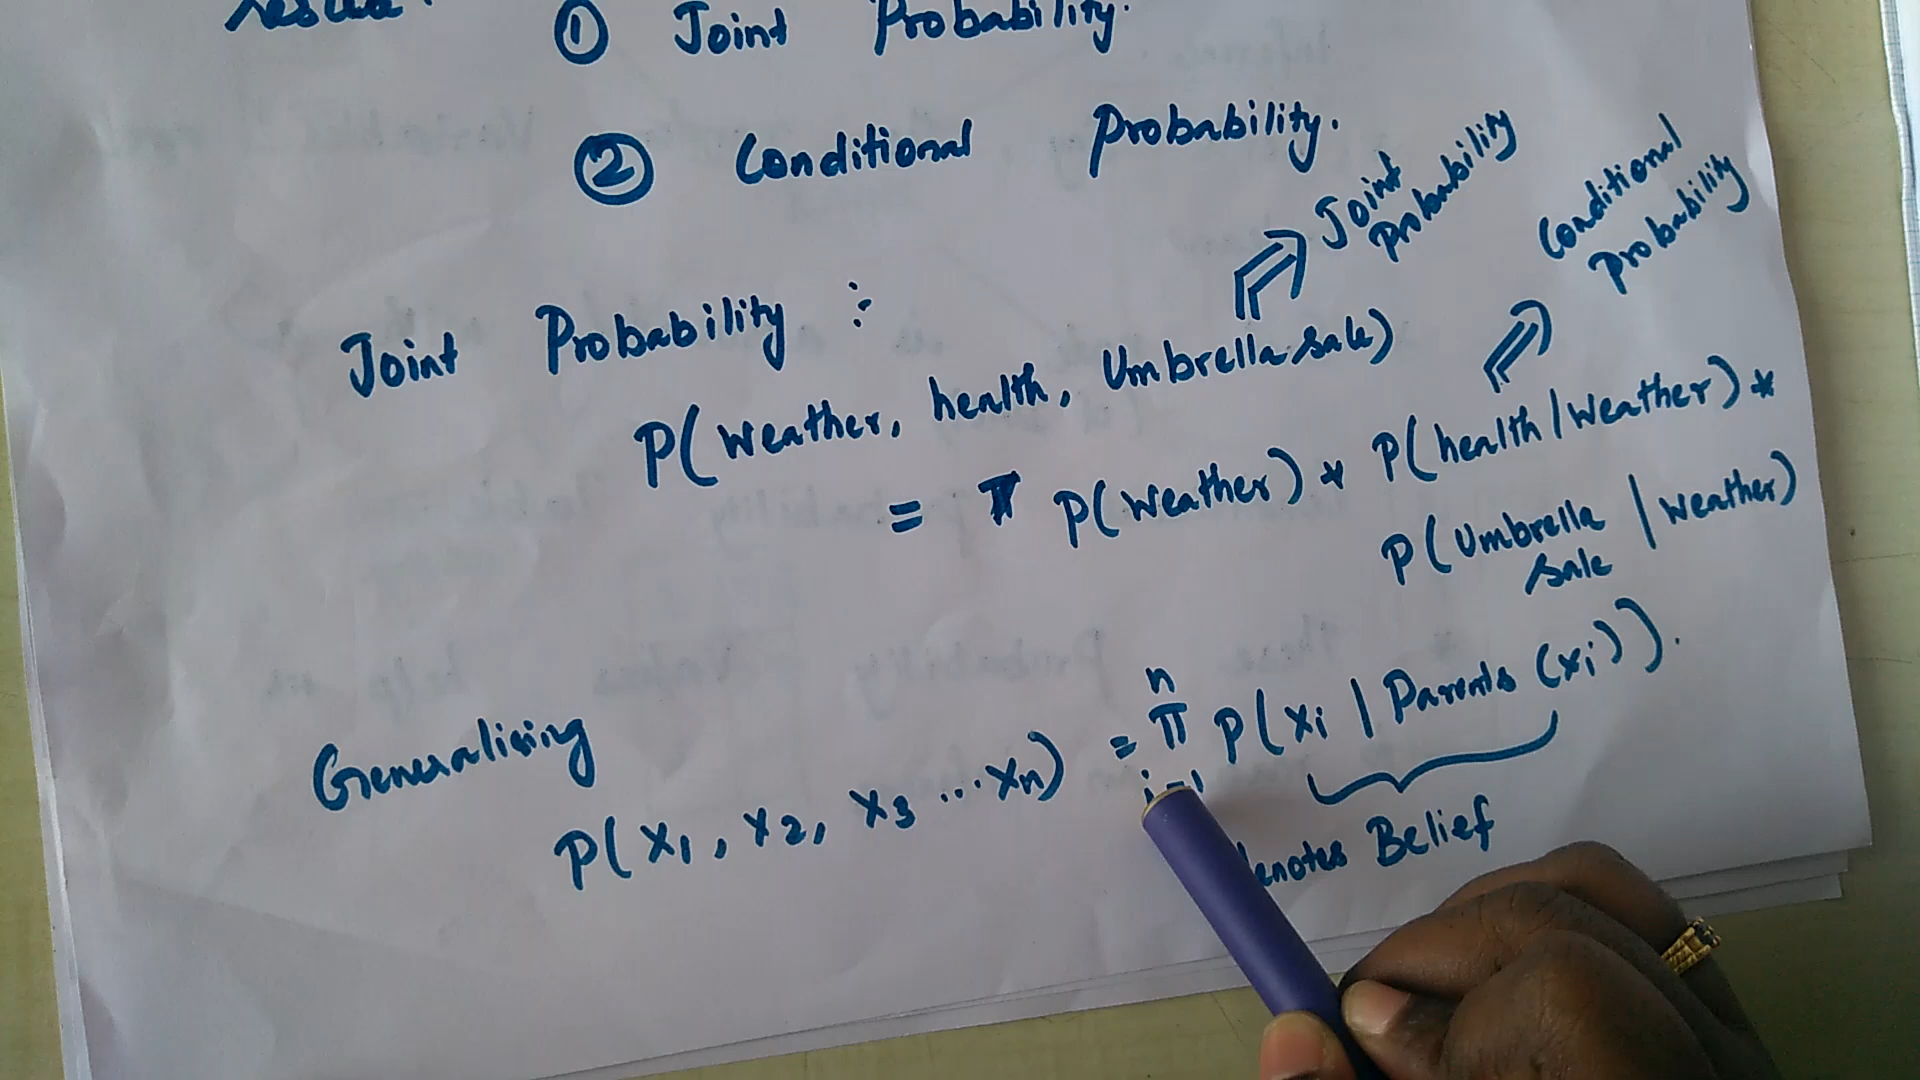 ① Joint Probability.
② Conditional Probability.
Joint Probability
Conditional Probability
Joint Probability :-
P(Weather, health, Umbrella sale)
= π P(Weather) * P(health | Weather) *
P(Umbrella sale | Weather)
Generalising
P(x1, x2, x3 ... xn) = π P(xi | Parents (xi)).
n
i=1
Belief